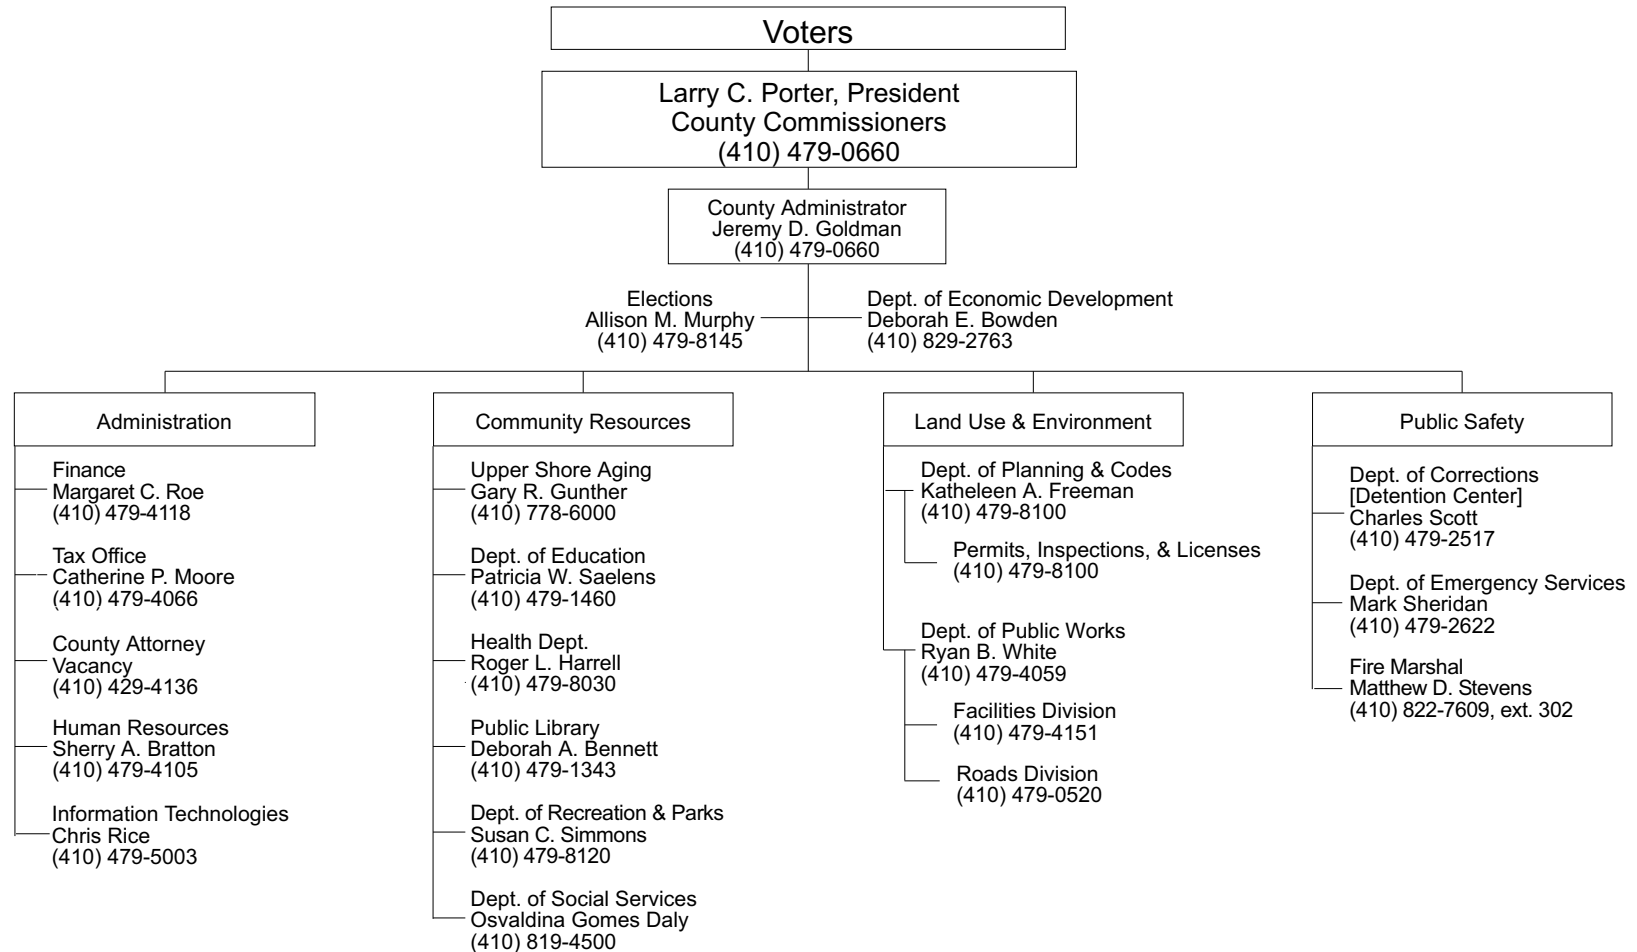 Voters
Larry C. Porter, President
County Commissioners
(410) 479-0660
County Administrator
Jeremy D. Goldman
(410) 479-0660
Elections
Allison M. Murphy
(410) 479-8145
Dept. of Economic Development
Deborah E. Bowden
(410) 829-2763
Administration
Finance
Margaret C. Roe
(410) 479-4118
Tax Office
Catherine P. Moore
(410) 479-4066
County Attorney
Vacancy
(410) 429-4136
Human Resources
Sherry A. Bratton
(410) 479-4105
Information Technologies
Chris Rice
(410) 479-5003
Community Resources
Upper Shore Aging
Gary R. Gunther
(410) 778-6000
Dept. of Education
Patricia W. Saelens
(410) 479-1460
Health Dept.
Roger L. Harrell
(410) 479-8030
Public Library
Deborah A. Bennett
(410) 479-1343
Dept. of Recreation & Parks
Susan C. Simmons
(410) 479-8120
Dept. of Social Services
Osvaldina Gomes Daly
(410) 819-4500
Land Use & Environment
Dept. of Planning & Codes
Katheleen A. Freeman
(410) 479-8100
Permits, Inspections, & Licenses
(410) 479-8100
Dept. of Public Works
Ryan B. White
(410) 479-4059
Facilities Division
(410) 479-4151
Roads Division
(410) 479-0520
Public Safety
Dept. of Corrections
[Detention Center]
Charles Scott
(410) 479-2517
Dept. of Emergency Services
Mark Sheridan
(410) 479-2622
Fire Marshal
Matthew D. Stevens
(410) 822-7609, ext. 302